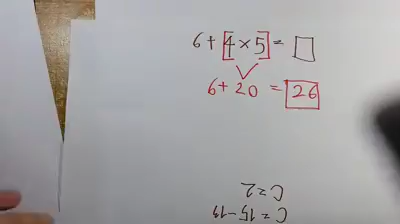 6 + [4 × 5] = □
6 + 20 = 26
C = 15 - 13
C = 2